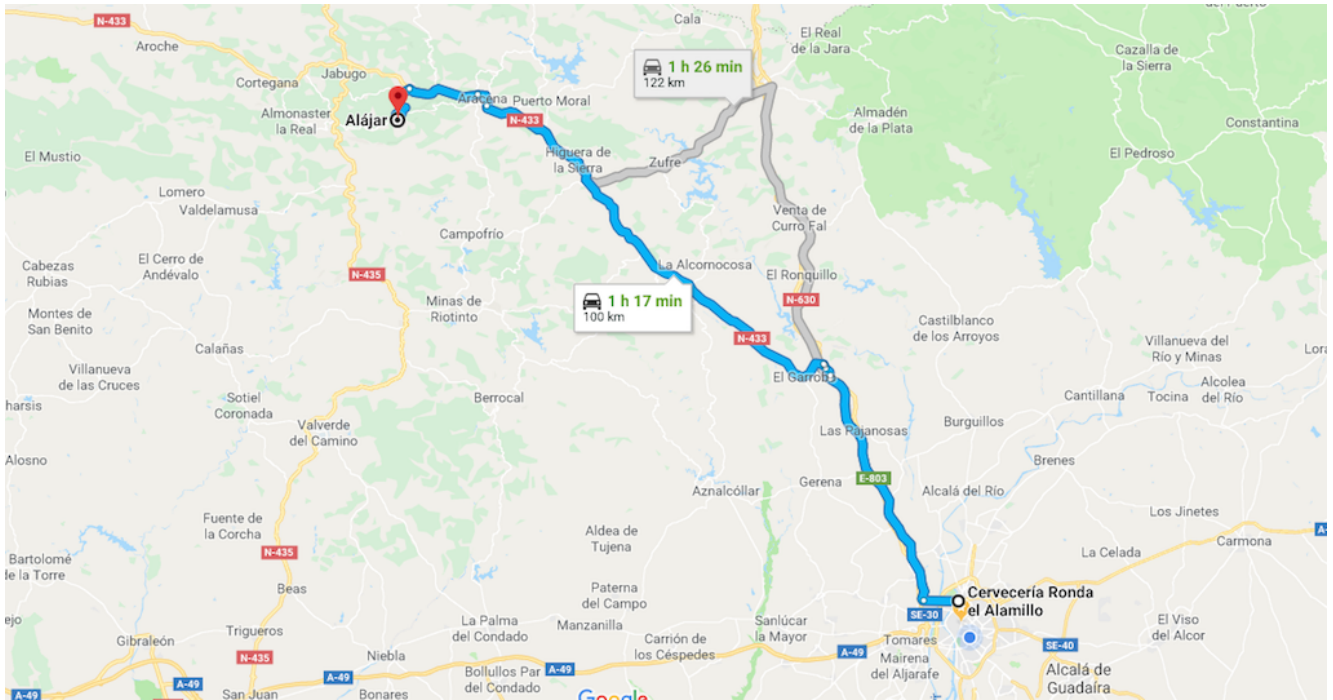 N-433
Cala
El Real
de la Jara
Aroche
Cazalla de
la Sierra
Jabugo
Cortegana
1 h 26 min
122 km
Aracena
Puerto Moral
Almonaster
la Real
Alájar
N-433
Almadén
de la Plata
Constantina
El Mustio
Higuera de
la Sierra
Zufre
El Pedroso
Lomero
Valdelamusa
Venta de
Curro Fal
Campofrío
El Cerro de
Andévalo
Cabezas
Rubias
N-435
La Alcornocosa
El Ronquillo
1 h 17 min
100 km
Minas de
Riotinto
N-630
Montes de
San Benito
Castilblanco
de los Arroyos
N-433
Calañas
Villanueva del
Río y Minas
Lora
Villanueva
de las Cruces
El Garrobo
Alcolea
del Río
Sotiel
Coronada
Berrocal
Cantillana
Tocina
harsis
Valverde
del Camino
Burguillos
Las Pajanosas
Alosno
Brenes
E-803
Gerena
Aznalcóllar
Alcalá del Río
Fuente de
la Corcha
Los Jinetes
Aldea de
Tujena
A-
N-435
Carmona
La Celada
Bartolomé
de la Torre
Beas
Paterna
del Campo
Cervecería Ronda
el Alamillo
SE-30
ejo
La Palma
del Condado
Manzanilla
Sanlúcar
la Mayor
El Viso
del Alcor
Gibraleón
Trigueros
Carrión de
los Céspedes
Tomares
SE-40
N-435
Niebla
A-49
Mairena
del Aljarafe
A-49
Bollullos Par
del Condado
A-49
Alcalá de
Guadaíra
A-49
A-49
San Juan
Bonares
Google